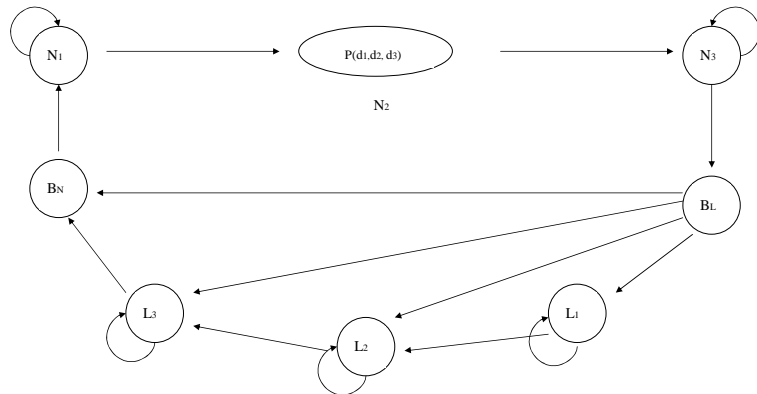 N1
P(d1,d2, d3)
N3
N2
BN
BL
L3
L2
L1